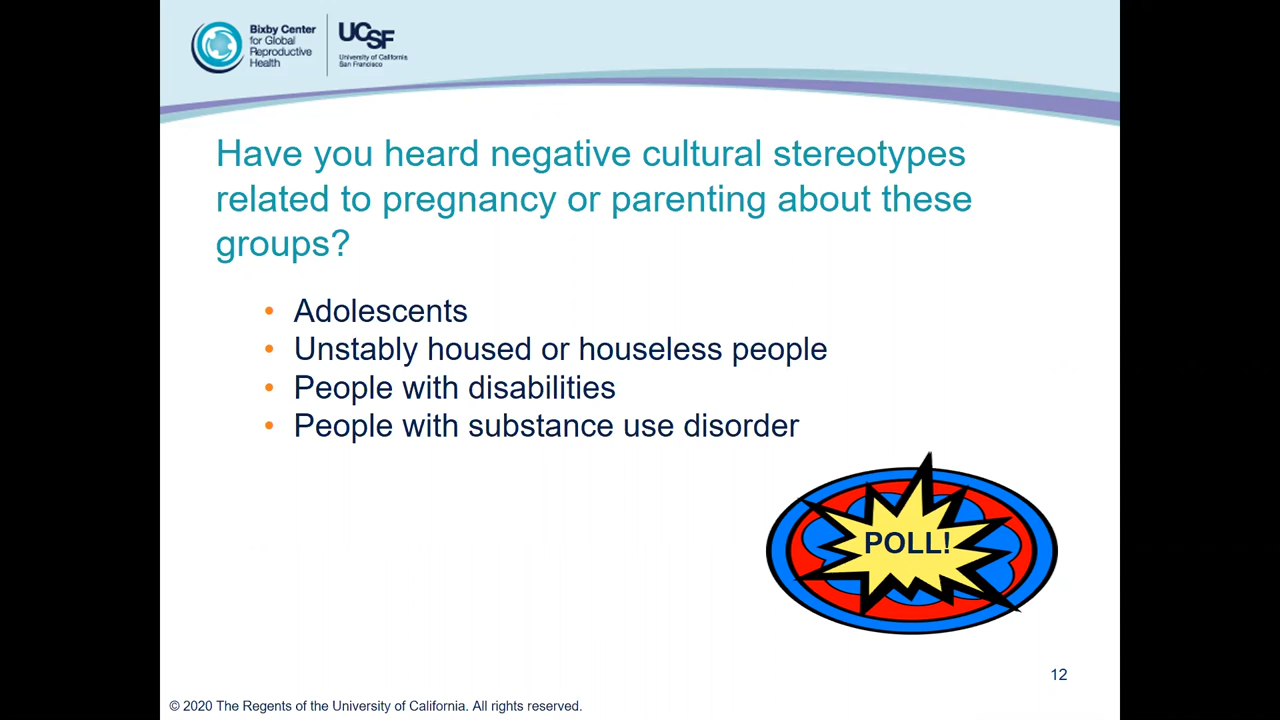 Bixby Center
for Global
Reproductive
Health
UCSF
University of California
San Francisco
Have you heard negative cultural stereotypes
related to pregnancy or parenting about these
groups?
• Adolescents
• Unstably housed or houseless people
• People with disabilities
• People with substance use disorder
POLL!
12
© 2020 The Regents of the University of California. All rights reserved.